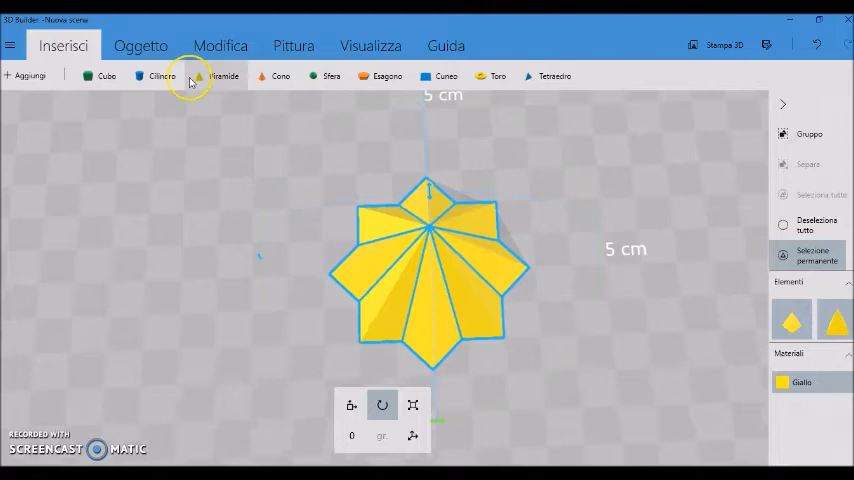 3D Builder -Nuova scena
Inserisci Oggetto Modifica Pittura Visualizza Guida Stampa 3D
+ Aggiungi Cubo Cilindro Piramide Cono Sfera Esagono Cuneo Toro Tetraedro
5 cm
Gruppo
Separa
Seleziona tutto
Deseleziona
tutto
5 cm
Selezione
permanente
Elementi
Materiali
Giallo
0 gr.
RECORDED WITH
SCREENCAST MATIC